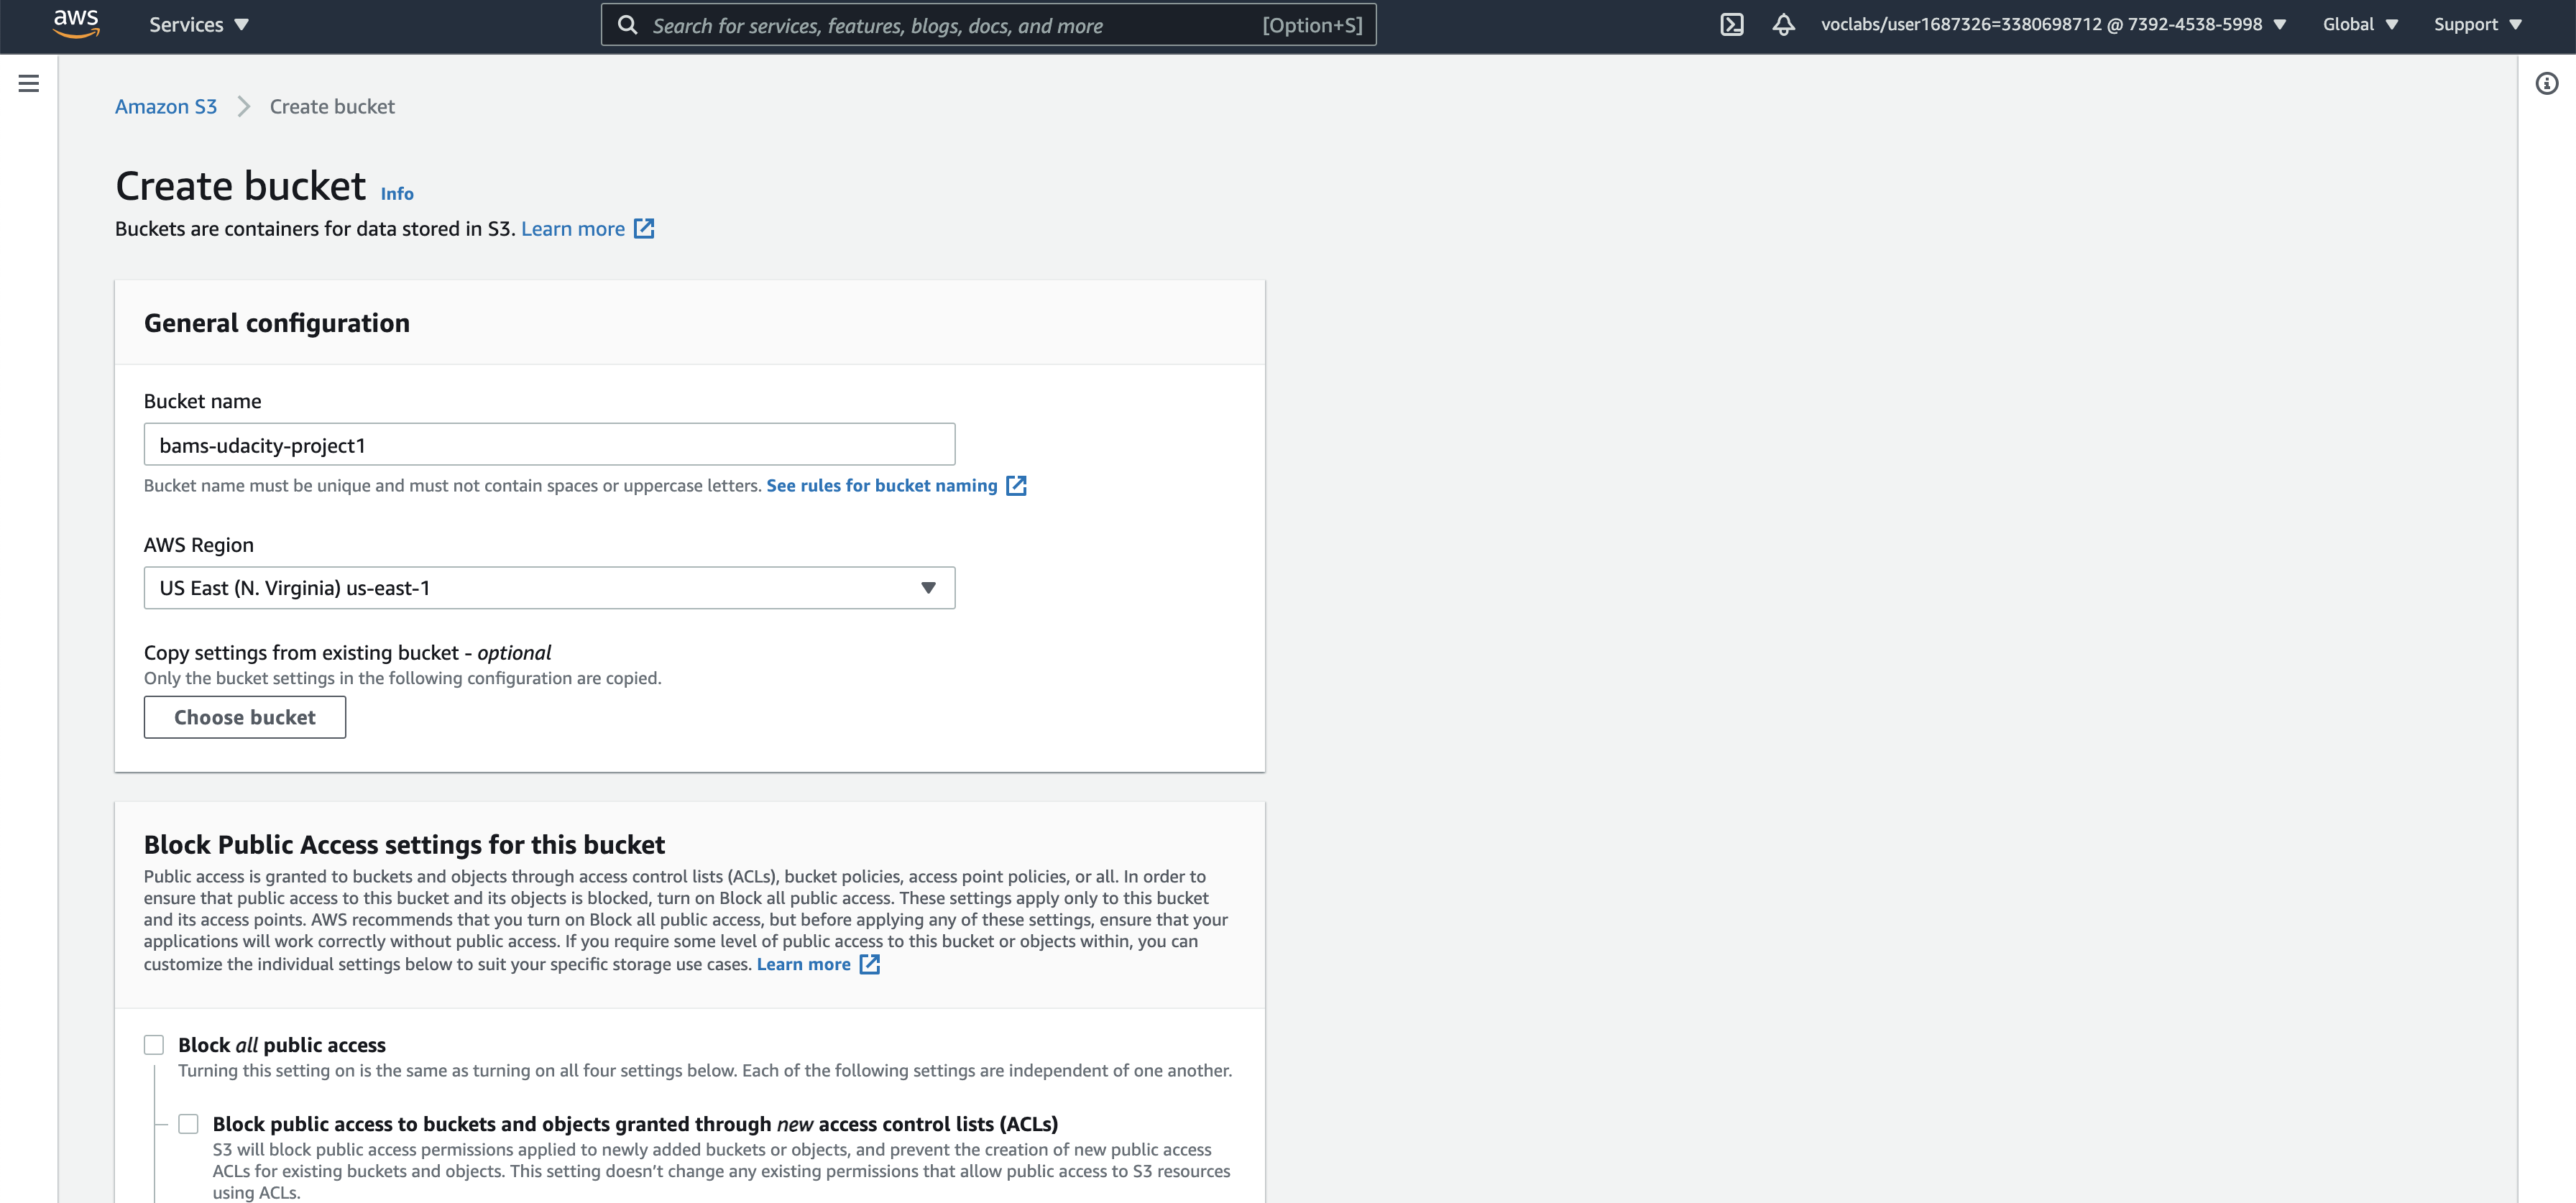 aws
Services
Search for services, features, blogs, docs, and more
[Option+S]
voclabs/user1687326=3380698712 @ 7392-4538-5998
Global
Support
Amazon S3
Create bucket
Create bucket
Info
Buckets are containers for data stored in S3. Learn more
General configuration
Bucket name
bams-udacity-project1
Bucket name must be unique and must not contain spaces or uppercase letters. See rules for bucket naming
AWS Region
US East (N. Virginia) us-east-1
Copy settings from existing bucket - optional
Only the bucket settings in the following configuration are copied.
Choose bucket
Block Public Access settings for this bucket
Public access is granted to buckets and objects through access control lists (ACLs), bucket policies, access point policies, or all. In order to
ensure that public access to this bucket and its objects is blocked, turn on Block all public access. These settings apply only to this bucket
and its access points. AWS recommends that you turn on Block all public access, but before applying any of these settings, ensure that your
applications will work correctly without public access. If you require some level of public access to this bucket or objects within, you can
customize the individual settings below to suit your specific storage use cases. Learn more
Block all public access
Turning this setting on is the same as turning on all four settings below. Each of the following settings are independent of one another.
Block public access to buckets and objects granted through new access control lists (ACLs)
S3 will block public access permissions applied to newly added buckets or objects, and prevent the creation of new public access
ACLs for existing buckets and objects. This setting doesn't change any existing permissions that allow public access to S3 resources
using ACLs.